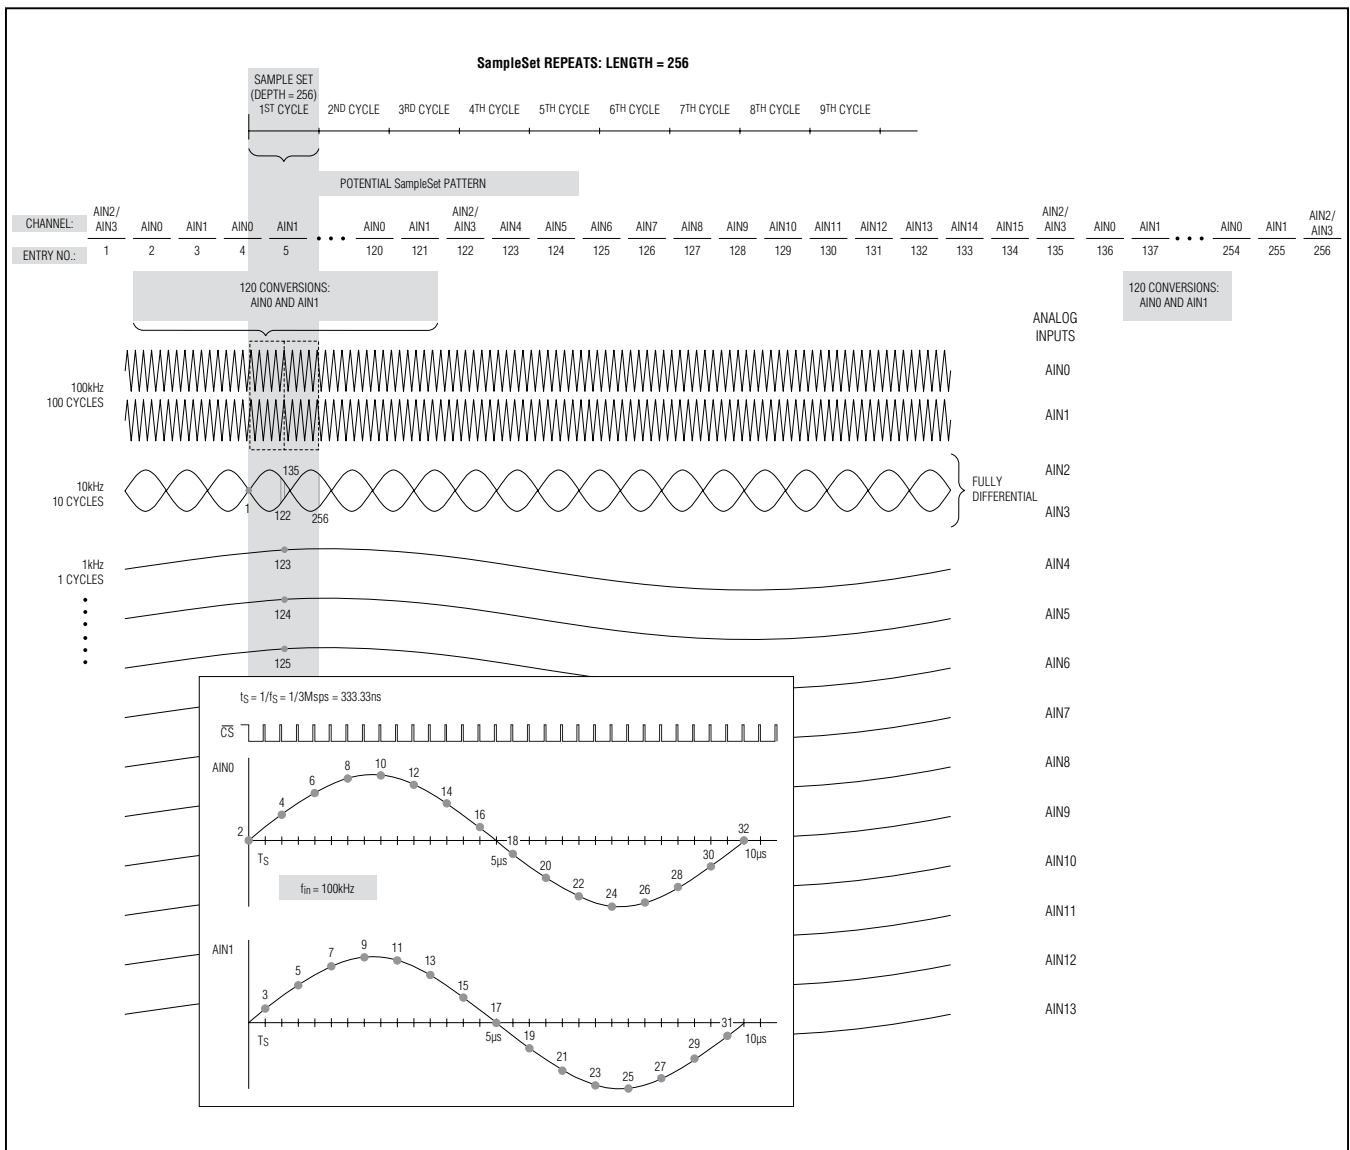 SampleSet REPEATS: LENGTH = 256
SAMPLE SET
(DEPTH = 256)
1ST CYCLE 2ND CYCLE 3RD CYCLE 4TH CYCLE 5TH CYCLE 6TH CYCLE 7TH CYCLE 8TH CYCLE 9TH CYCLE
POTENTIAL SampleSet PATTERN
CHANNEL: AIN2/AIN3 AIN0 AIN1 AIN0 AIN1 • • • AIN0 AIN1 AIN2/AIN3 AIN4 AIN5 AIN6 AIN7 AIN8 AIN9 AIN10 AIN11 AIN12 AIN13 AIN14 AIN15 AIN2/AIN3 AIN0 AIN1 • • • AIN0 AIN1 AIN2/AIN3
ENTRY NO.: 1 2 3 4 5 120 121 122 123 124 125 126 127 128 129 130 131 132 133 134 135 136 137 254 255 256
120 CONVERSIONS:
AIN0 AND AIN1
120 CONVERSIONS:
AIN0 AND AIN1
ANALOG
INPUTS
100kHz
100 CYCLES
AIN0
AIN1
10kHz
10 CYCLES
135
1
122
256
FULLY
DIFFERENTIAL
AIN2
AIN3
1kHz
1 CYCLES
123
AIN4
124
AIN5
125
AIN6
AIN7
AIN8
AIN9
AIN10
AIN11
AIN12
AIN13
tS = 1/fS = 1/3Msps = 333.33ns
CS
AIN0
2 4 6 8 10 12 14 16 18 20 22 24 26 28 30 32
TS
5µs
10µs
fin = 100kHz
AIN1
3 5 7 9 11 13 15 17 19 21 23 25 27 29 31
TS
5µs
10µs